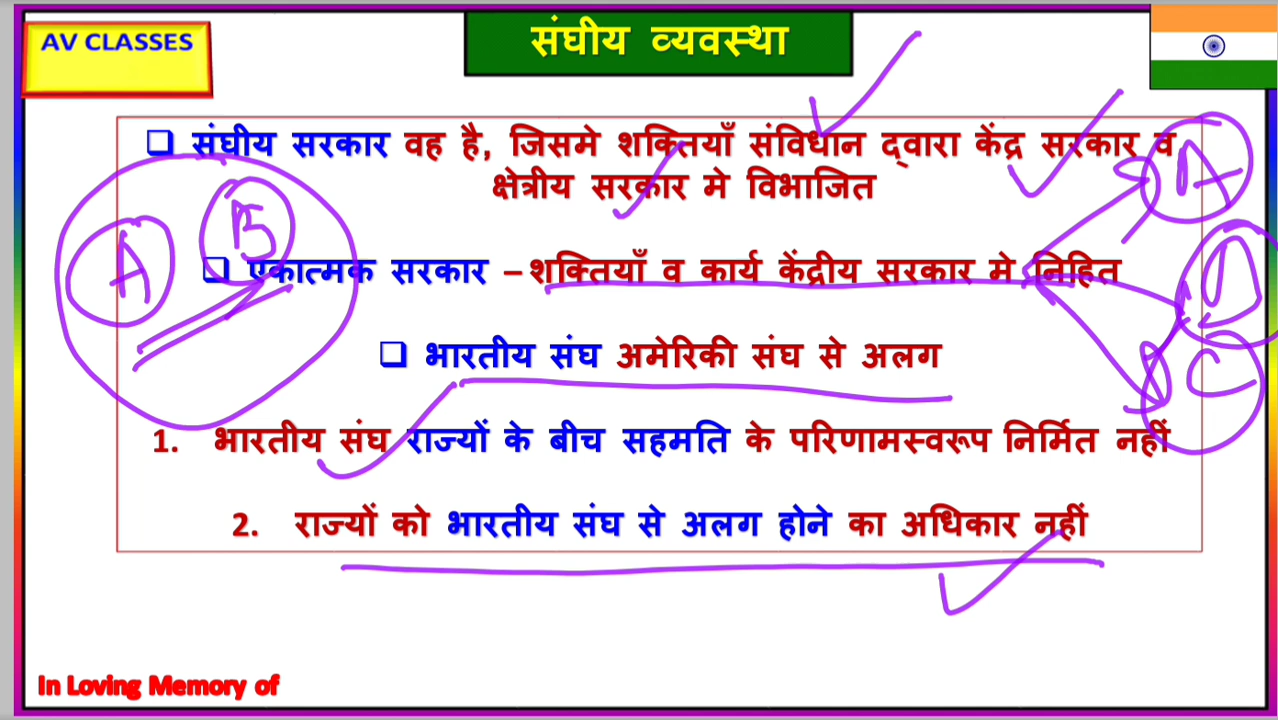 AV CLASSES
संघीय व्यवस्था
❑ संघीय सरकार वह है, जिसमे शक्तियाँ संविधान द्वारा केंद्र सरकार व
क्षेत्रीय सरकार मे विभाजित
❑ एकात्मक सरकार – शक्तियाँ व कार्य केंद्रीय सरकार मे निहित
❑ भारतीय संघ अमेरिकी संघ से अलग
1. भारतीय संघ राज्यों के बीच सहमति के परिणामस्वरूप निर्मित नहीं
2. राज्यों को भारतीय संघ से अलग होने का अधिकार नहीं
In Loving Memory of
A
B
A
D
C